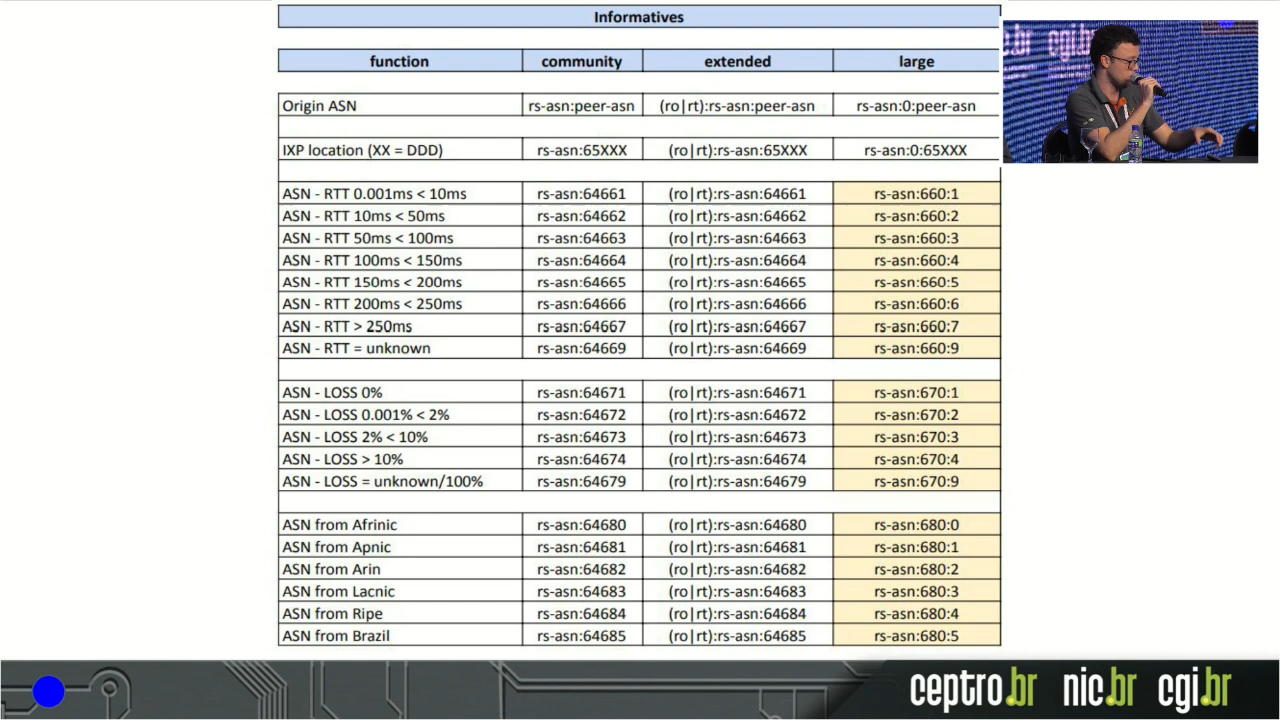 Informatives
function community extended large
Origin ASN rs-asn:peer-asn (ro|rt):rs-asn:peer-asn rs-asn:0:peer-asn
IXP location (XX = DDD) rs-asn:65XXX (ro|rt):rs-asn:65XXX rs-asn:0:65XXX
ASN - RTT 0.001ms < 10ms rs-asn:64661 (ro|rt):rs-asn:64661 rs-asn:660:1
ASN - RTT 10ms < 50ms rs-asn:64662 (ro|rt):rs-asn:64662 rs-asn:660:2
ASN - RTT 50ms < 100ms rs-asn:64663 (ro|rt):rs-asn:64663 rs-asn:660:3
ASN - RTT 100ms < 150ms rs-asn:64664 (ro|rt):rs-asn:64664 rs-asn:660:4
ASN - RTT 150ms < 200ms rs-asn:64665 (ro|rt):rs-asn:64665 rs-asn:660:5
ASN - RTT 200ms < 250ms rs-asn:64666 (ro|rt):rs-asn:64666 rs-asn:660:6
ASN - RTT > 250ms rs-asn:64667 (ro|rt):rs-asn:64667 rs-asn:660:7
ASN - RTT = unknown rs-asn:64669 (ro|rt):rs-asn:64669 rs-asn:660:9
ASN - LOSS 0% rs-asn:64671 (ro|rt):rs-asn:64671 rs-asn:670:1
ASN - LOSS 0.001% < 2% rs-asn:64672 (ro|rt):rs-asn:64672 rs-asn:670:2
ASN - LOSS 2% < 10% rs-asn:64673 (ro|rt):rs-asn:64673 rs-asn:670:3
ASN - LOSS > 10% rs-asn:64674 (ro|rt):rs-asn:64674 rs-asn:670:4
ASN - LOSS = unknown/100% rs-asn:64679 (ro|rt):rs-asn:64679 rs-asn:670:9
ASN from Afrinic rs-asn:64680 (ro|rt):rs-asn:64680 rs-asn:680:0
ASN from Apnic rs-asn:64681 (ro|rt):rs-asn:64681 rs-asn:680:1
ASN from Arin rs-asn:64682 (ro|rt):rs-asn:64682 rs-asn:680:2
ASN from Lacnic rs-asn:64683 (ro|rt):rs-asn:64683 rs-asn:680:3
ASN from Ripe rs-asn:64684 (ro|rt):rs-asn:64684 rs-asn:680:4
ASN from Brazil rs-asn:64685 (ro|rt):rs-asn:64685 rs-asn:680:5
.br cgi.br
ceptro.br nic.br cgi.br